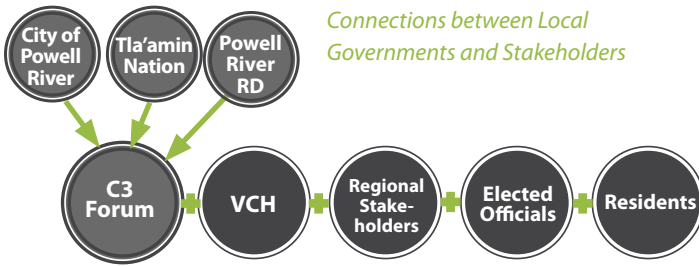 City of
Powell
River
Tla'amin
Nation
Powell
River
RD
Connections between Local
Governments and Stakeholders
C3
Forum
VCH
Regional
Stake-
holders
Elected
Officials
Residents